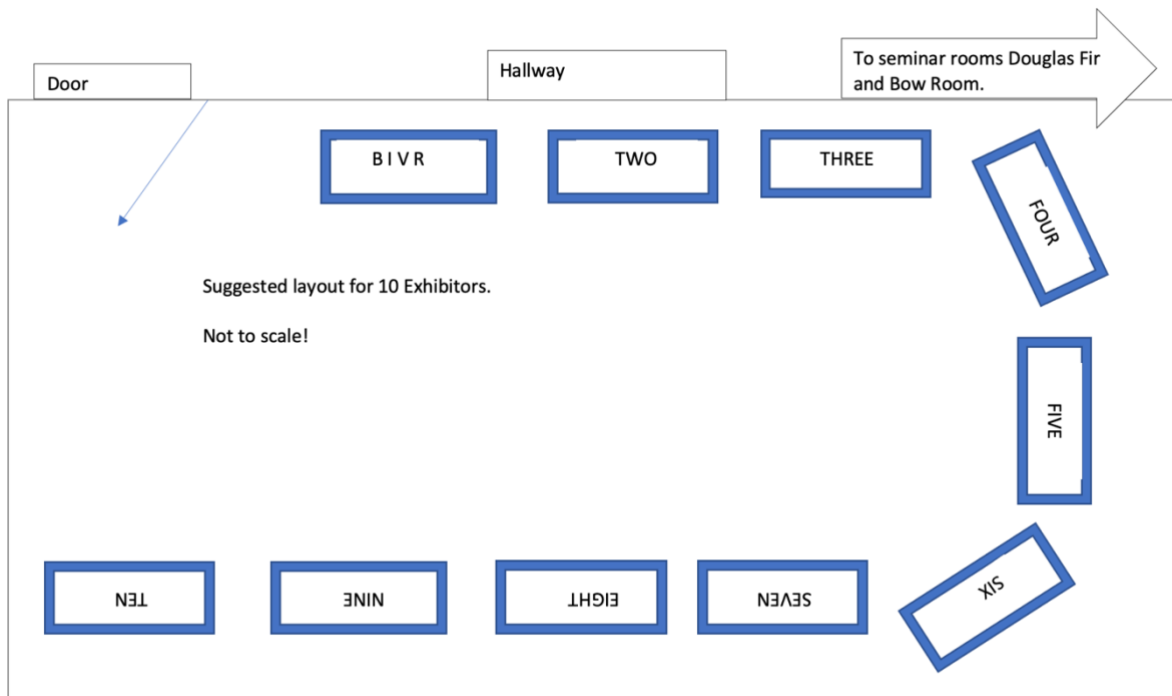 Door
Hallway
To seminar rooms Douglas Fir
and Bow Room.
B I V R
TWO
THREE
FOUR
Suggested layout for 10 Exhibitors.
Not to scale!
FIVE
SIX
SEVEN
EIGHT
NINE
TEN